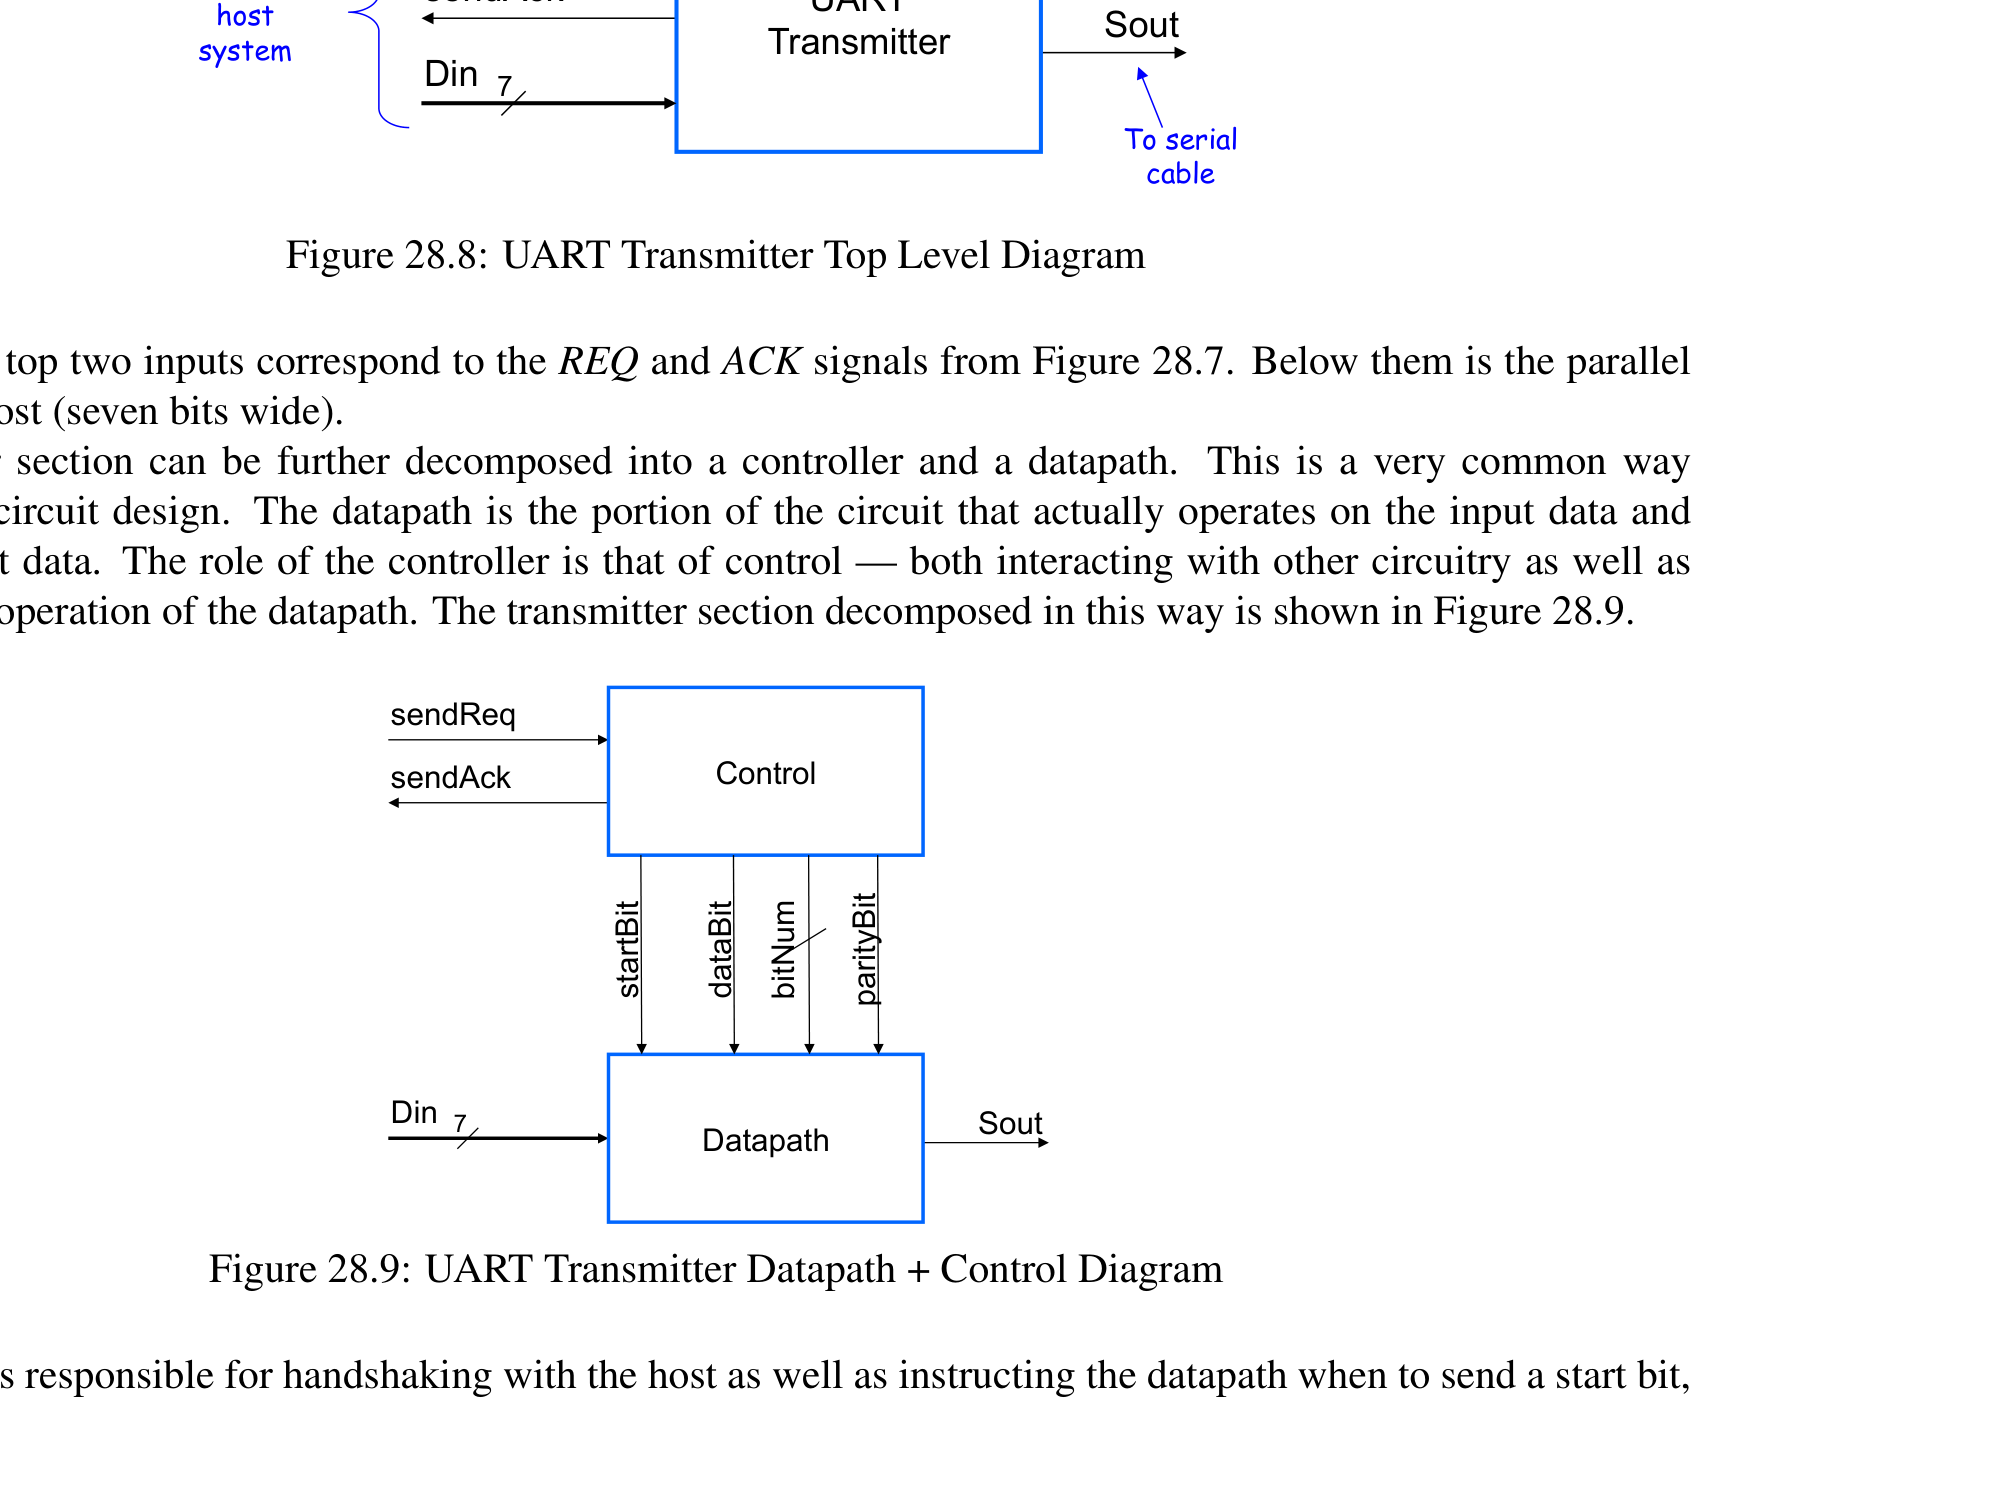 host
system
UART
Transmitter
Sout
Din 7
To serial
cable
Figure 28.8: UART Transmitter Top Level Diagram
top two inputs correspond to the REQ and ACK signals from Figure 28.7. Below them is the parallel
(seven bits wide).
section can be further decomposed into a controller and a datapath. This is a very common way
circuit design. The datapath is the portion of the circuit that actually operates on the input data and
data. The role of the controller is that of control — both interacting with other circuitry as well as
operation of the datapath. The transmitter section decomposed in this way is shown in Figure 28.9.
sendReq
sendAck
Control
startBit
dataBit
bitNum
parityBit
Din 7
Datapath
Sout
Figure 28.9: UART Transmitter Datapath + Control Diagram
s responsible for handshaking with the host as well as instructing the datapath when to send a start bit,